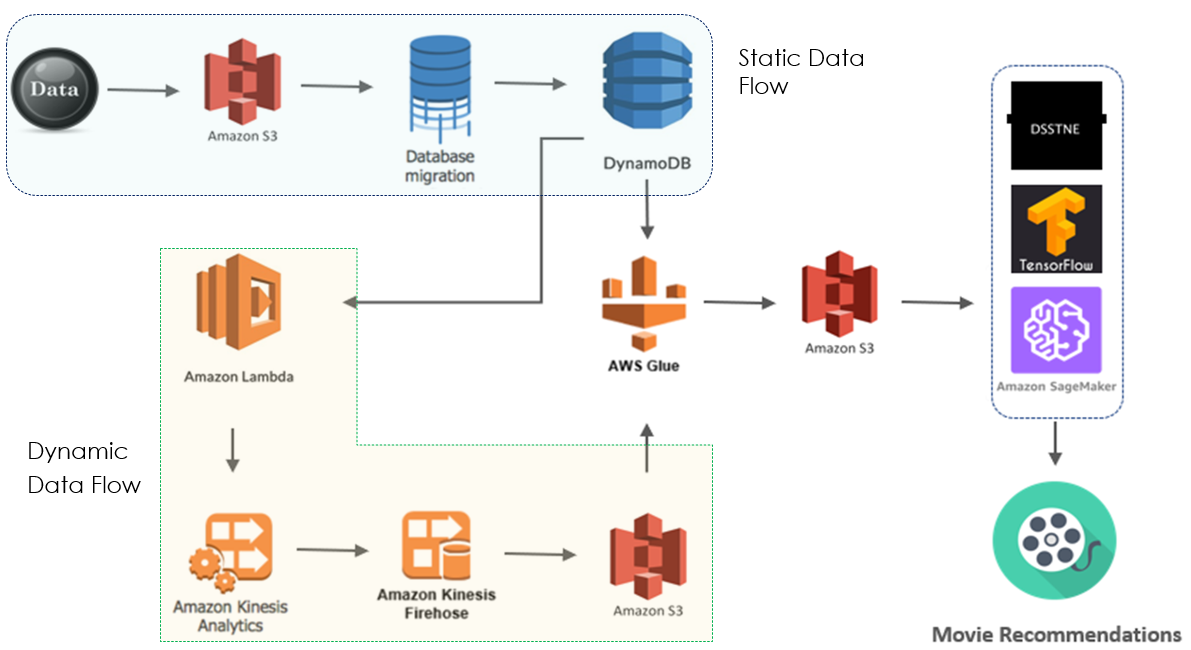 Data
Amazon S3
Database
migration
DynamoDB
Static Data
Flow
DSSTNE
TensorFlow
Amazon SageMaker
Amazon Lambda
AWS Glue
Amazon S3
Dynamic
Data Flow
Amazon Kinesis
Analytics
Amazon Kinesis
Firehose
Amazon S3
Movie Recommendations